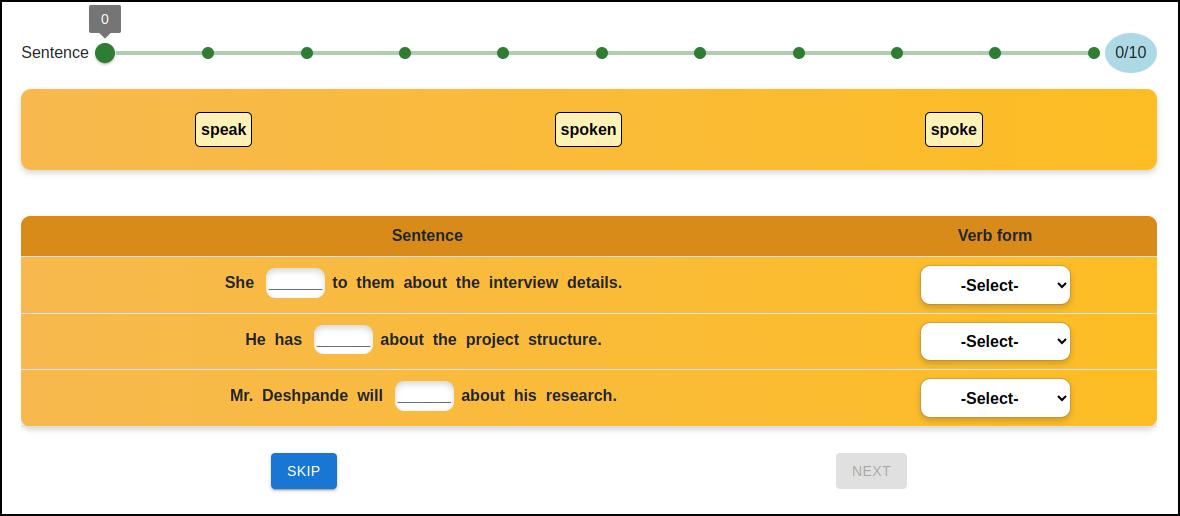 0
Sentence 0/10
speak spoken spoke
Sentence Verb form
She ______ to them about the interview details. -Select-
He has ______ about the project structure. -Select-
Mr. Deshpande will ______ about his research. -Select-
SKIP NEXT